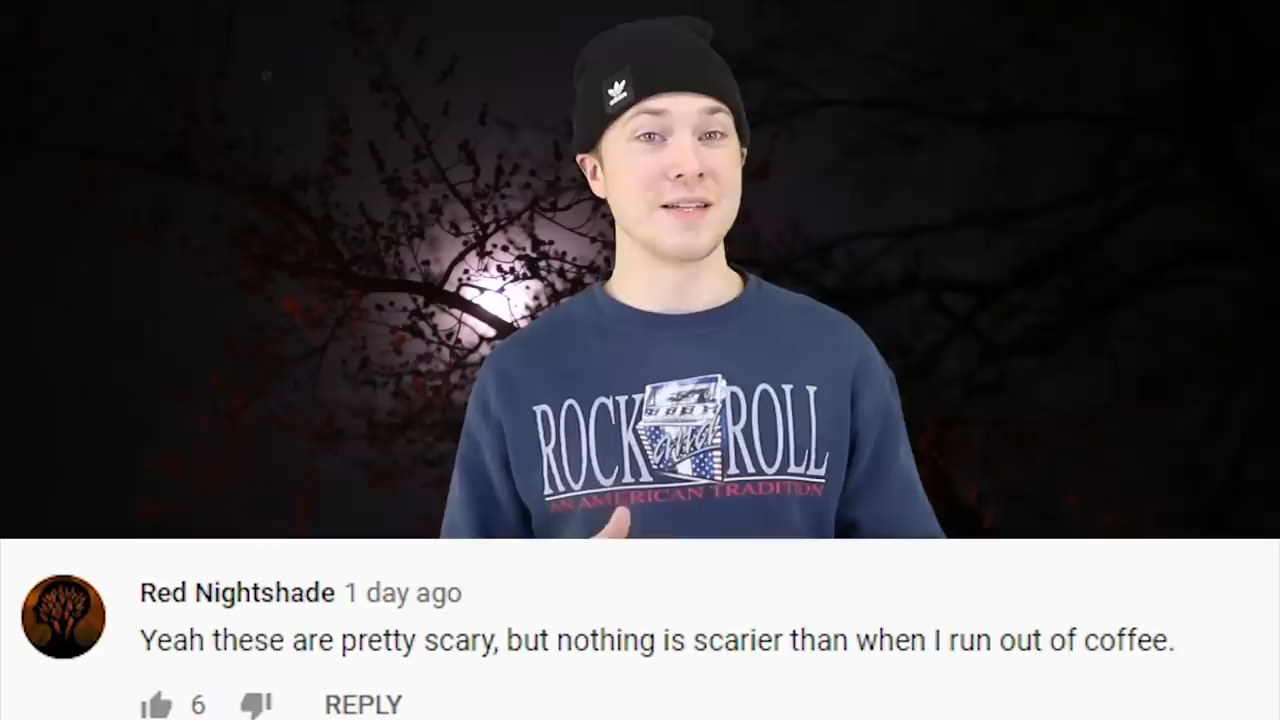 ROCK and ROLL
AN AMERICAN TRADITION
Red Nightshade 1 day ago
Yeah these are pretty scary, but nothing is scarier than when I run out of coffee.
6 REPLY